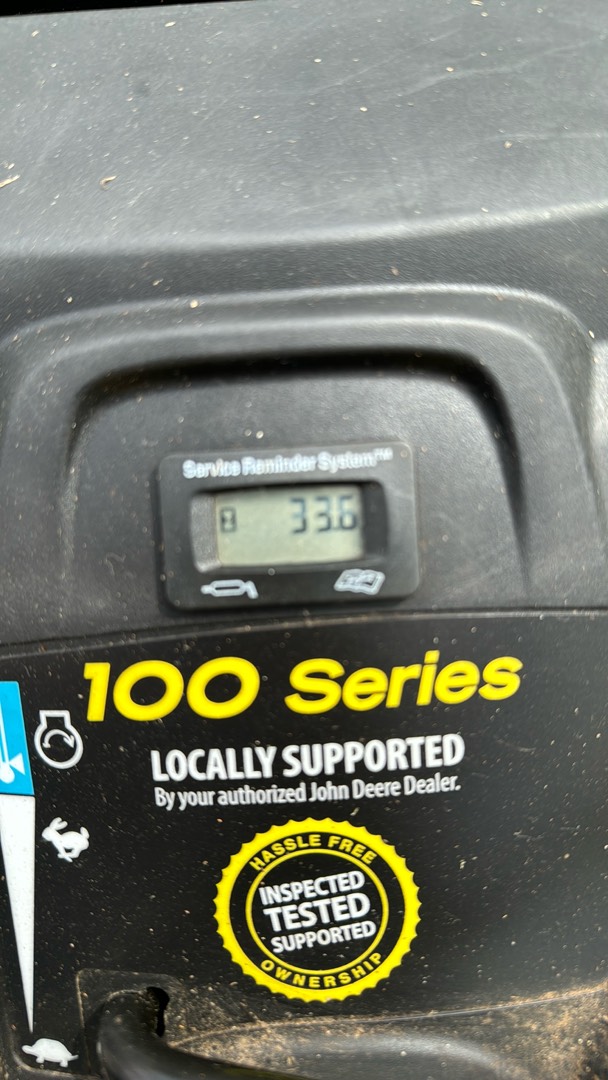 Service Reminder System™
33.6
100 Series
LOCALLY SUPPORTED
By your authorized John Deere Dealer.
HASSLE FREE
INSPECTED
TESTED
SUPPORTED
OWNERSHIP